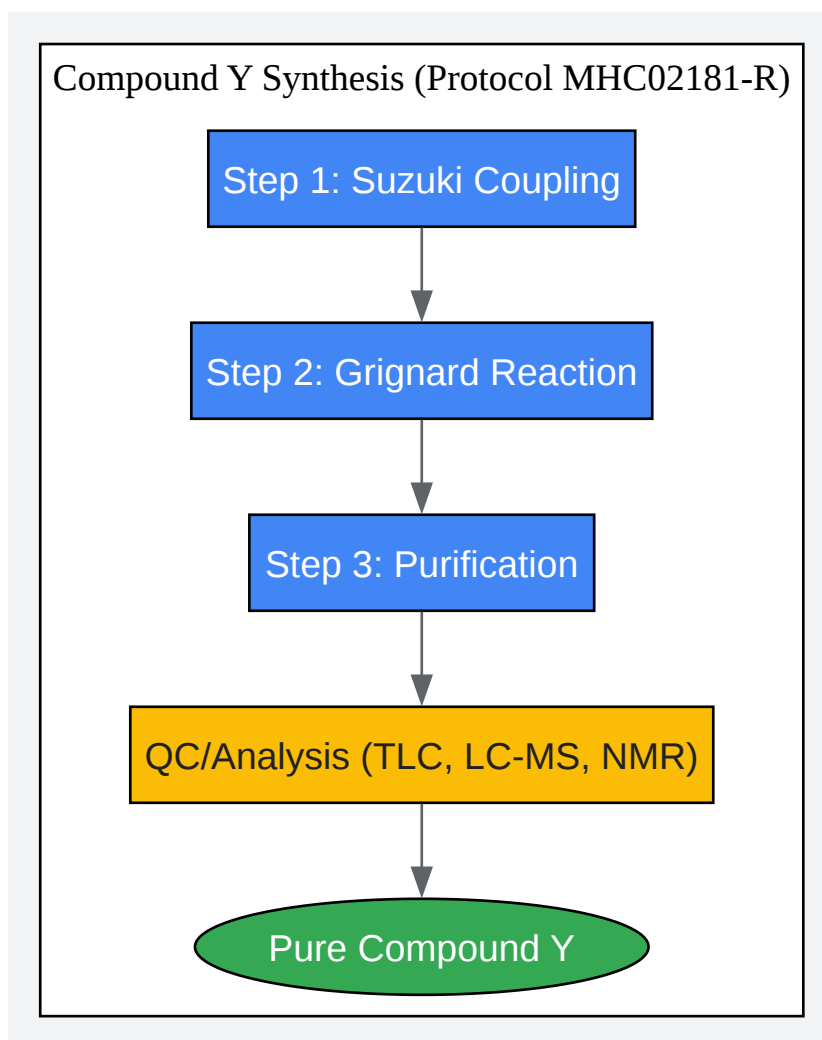 Compound Y Synthesis (Protocol MHC02181-R)
Step 1: Suzuki Coupling
Step 2: Grignard Reaction
Step 3: Purification
QC/Analysis (TLC, LC-MS, NMR)
Pure Compound Y